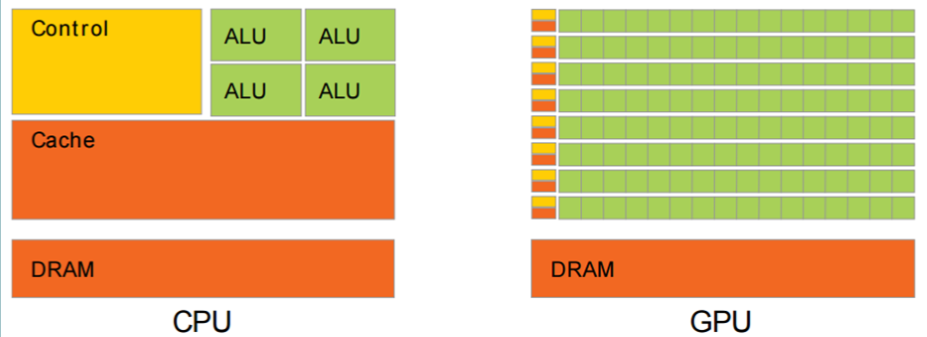 Control
ALU ALU
ALU ALU
Cache
DRAM
DRAM
CPU
GPU